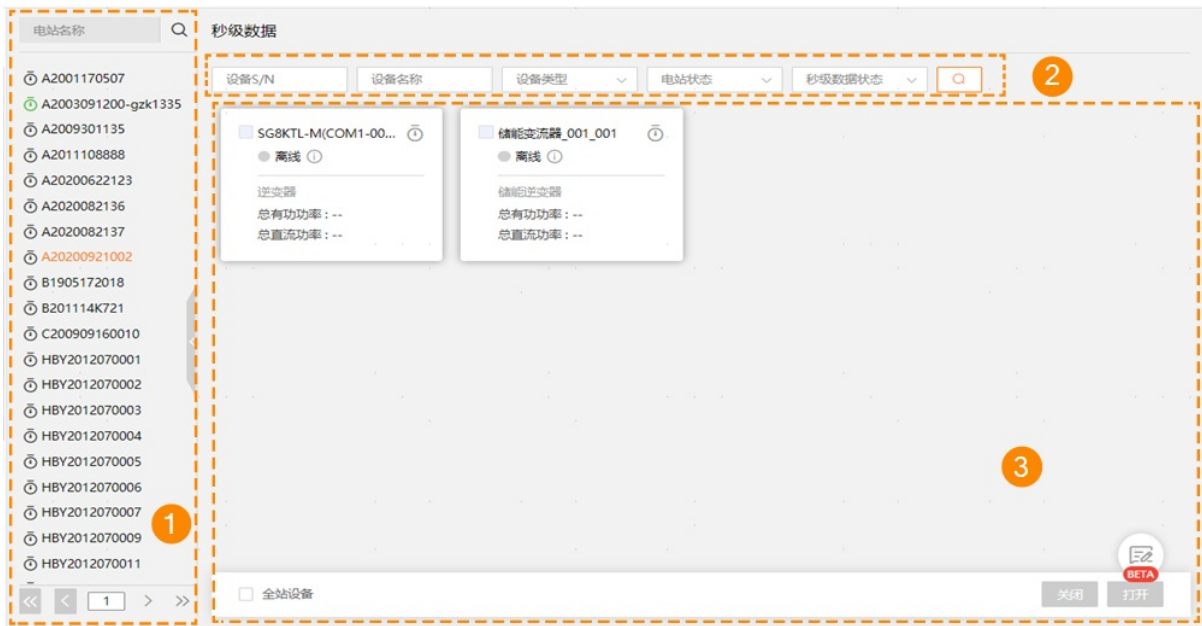 电站名称
A2001170507
A2003091200-gzk1335
A2009301135
A2011108888
A20200622123
A2020082136
A2020082137
A20200921002
B1905172018
B201114K721
C200909160010
HBY2012070001
HBY2012070002
HBY2012070003
HBY2012070004
HBY2012070005
HBY2012070006
HBY2012070007
HBY2012070009
HBY2012070011
1
1
秒级数据
设备S/N 设备名称 设备类型 电站状态 秒级数据状态
2
SG8KTL-M(COM1-00...
离线
逆变器
总有功功率：--
总直流功率：--
储能变流器_001_001
离线
储能逆变器
总有功功率：--
总直流功率：--
3
BETA
全站设备
关闭 打开